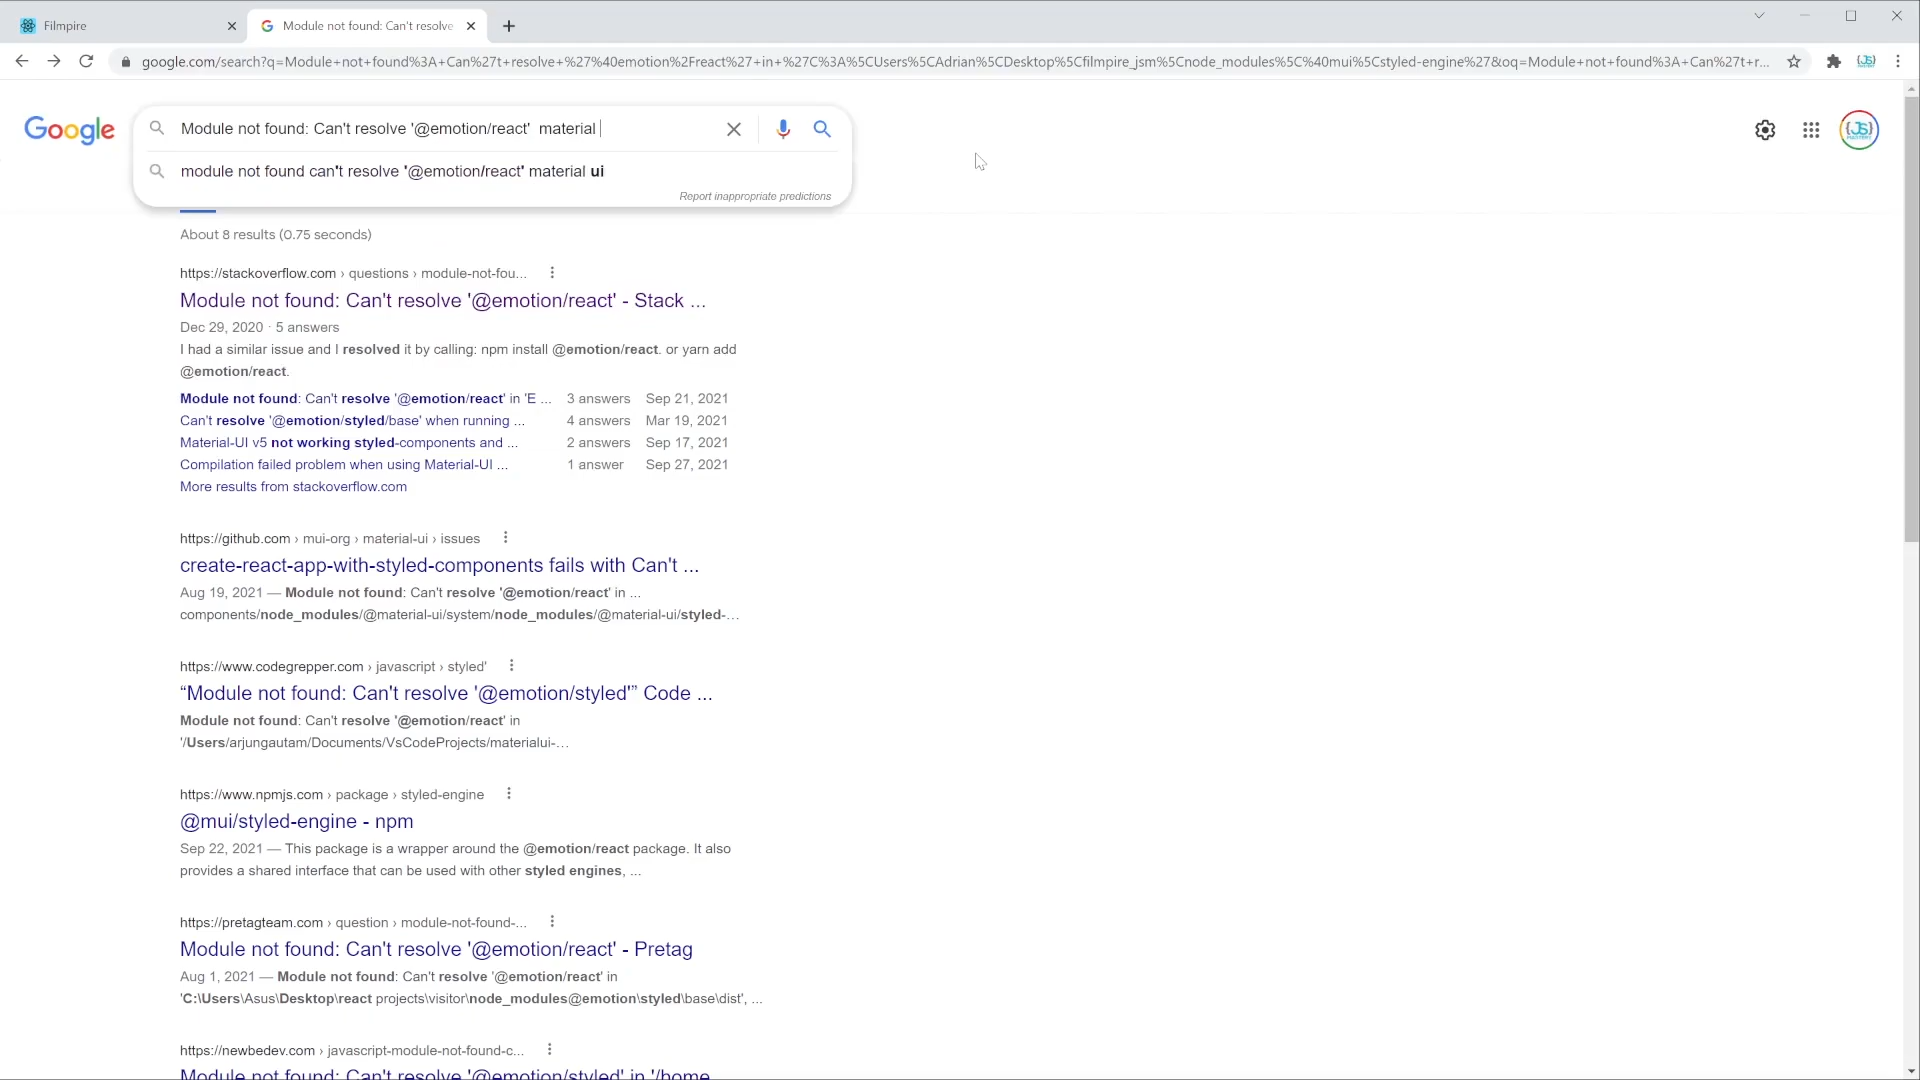 Filmpire
Module not found: Can't resolve
google.com/search?q=Module+not+found%3A+Can%27t+resolve+%27%40emotion%2Freact%27+in+%27C%3A%5CUsers%5CAdrian%5CDesktop%5Cfilmpire_jsm%5Cnode_modules%5C%40mui%5Cstyled-engine%27&oq=Module+not+found%3A+Can%27t+r...
Google
Module not found: Can't resolve '@emotion/react'  material
module not found can't resolve '@emotion/react' material ui
Report inappropriate predictions
{JS}
About 8 results (0.75 seconds)
https://stackoverflow.com › questions › module-not-fou...
Module not found: Can't resolve '@emotion/react' - Stack ...
Dec 29, 2020 · 5 answers
I had a similar issue and I resolved it by calling: npm install @emotion/react. or yarn add
@emotion/react.
Module not found: Can't resolve '@emotion/react' in 'E ... 3 answers Sep 21, 2021
Can't resolve '@emotion/styled/base' when running ... 4 answers Mar 19, 2021
Material-UI v5 not working styled-components and ... 2 answers Sep 17, 2021
Compilation failed problem when using Material-UI ... 1 answer Sep 27, 2021
More results from stackoverflow.com
https://github.com › mui-org › material-ui › issues
create-react-app-with-styled-components fails with Can't ...
Aug 19, 2021 — Module not found: Can't resolve '@emotion/react' in ...
components/node_modules/@material-ui/system/node_modules/@material-ui/styled-...
https://www.codegrepper.com › javascript › styled'
“Module not found: Can't resolve '@emotion/styled'” Code ...
Module not found: Can't resolve '@emotion/react' in
'/Users/arjungautam/Documents/VsCodeProjects/materialui-...
https://www.npmjs.com › package › styled-engine
@mui/styled-engine - npm
Sep 22, 2021 — This package is a wrapper around the @emotion/react package. It also
provides a shared interface that can be used with other styled engines, ...
https://pretagteam.com › question › module-not-found-...
Module not found: Can't resolve '@emotion/react' - Pretag
Aug 1, 2021 — Module not found: Can't resolve '@emotion/react' in
'C:\Users\Asus\Desktop\react projects\visitor\node_modules@emotion\styled\base\dist', ...
https://newbedev.com › javascript-module-not-found-c...
Module not found: Can't resolve '@emotion/styled' in '/home